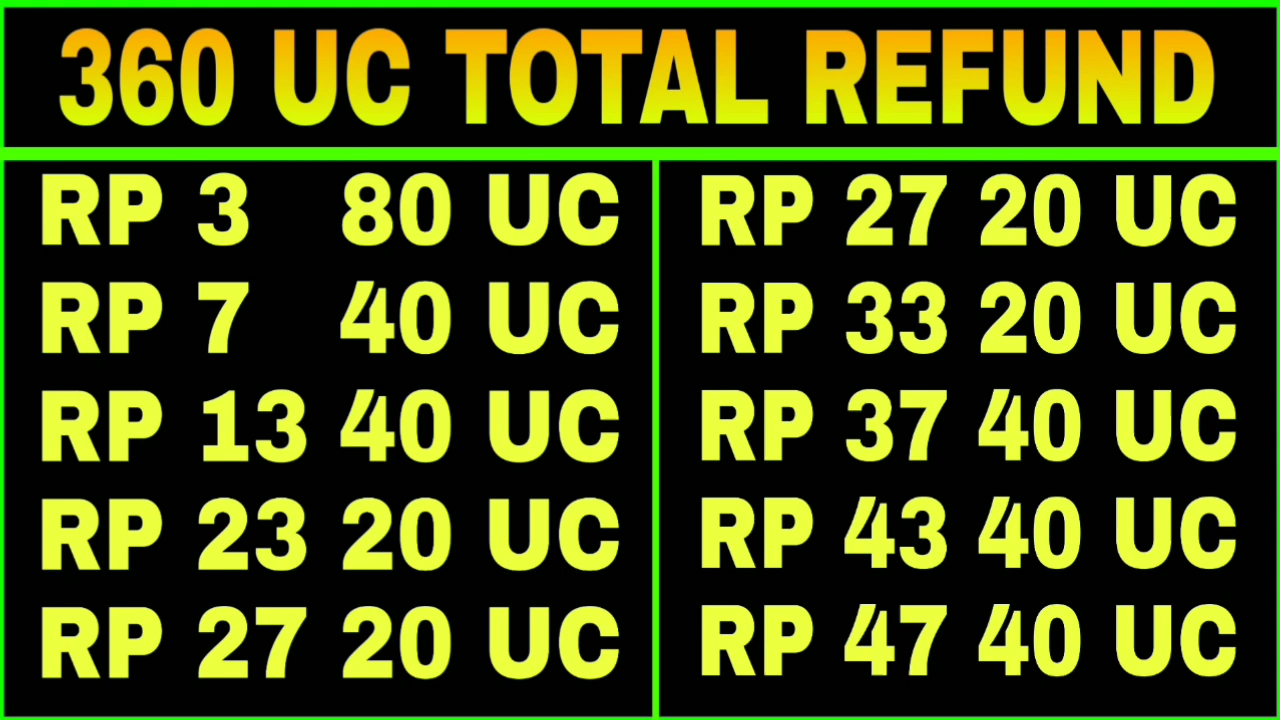 360 UC TOTAL REFUND
RP 3 80 UC
RP 7 40 UC
RP 13 40 UC
RP 23 20 UC
RP 27 20 UC
RP 27 20 UC
RP 33 20 UC
RP 37 40 UC
RP 43 40 UC
RP 47 40 UC